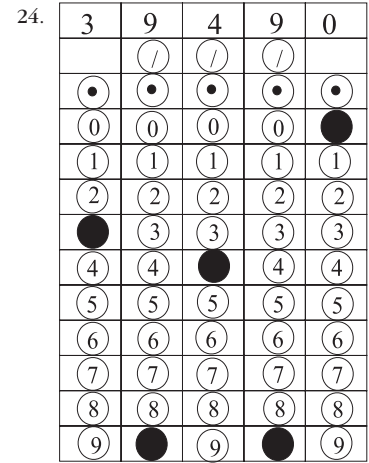 24. 3 9 4 9 0
/ / /
• • • • •
0 0 0 0
1 1 1 1 1
2 2 2 2 2
3 3 3 3
4 4 4 4
5 5 5 5 5
6 6 6 6 6
7 7 7 7 7
8 8 8 8 8
9 9 9